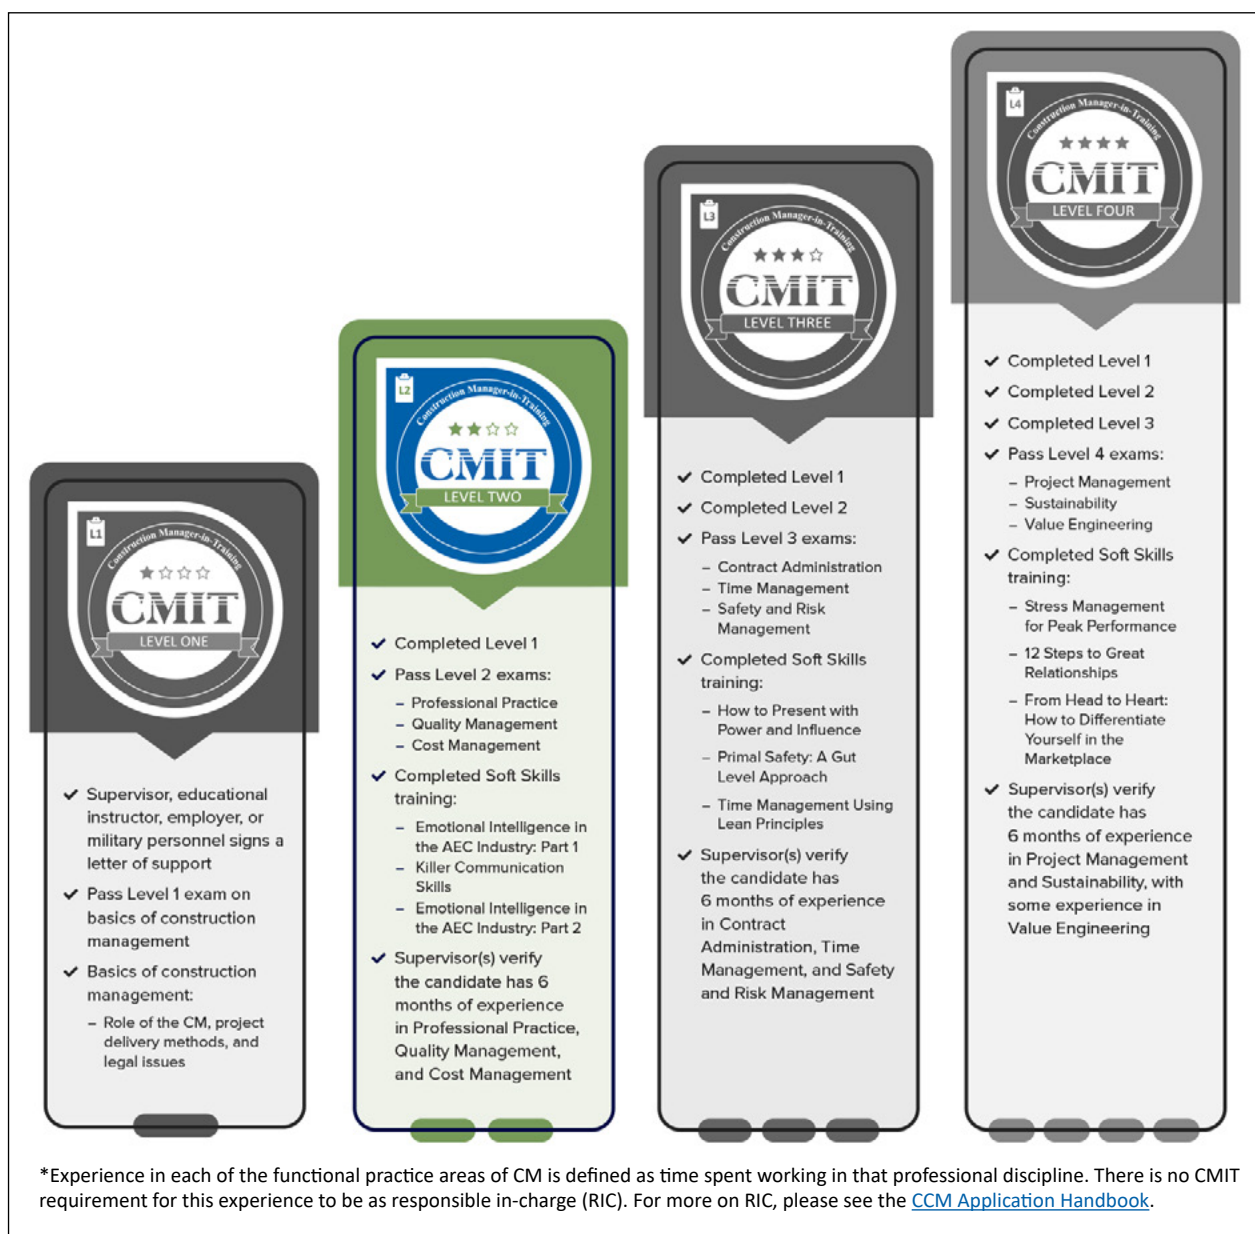 L1
Construction Manager-in-Training
CMIT
LEVEL ONE
Supervisor, educational
instructor, employer, or
military personnel signs a
letter of support
Pass Level 1 exam on
basics of construction
management
Basics of construction
management:
– Role of the CM, project
delivery methods, and
legal issues
L2
Construction Manager-in-Training
CMIT
LEVEL TWO
Completed Level 1
Pass Level 2 exams:
– Professional Practice
– Quality Management
– Cost Management
Completed Soft Skills
training:
– Emotional Intelligence in
the AEC Industry: Part 1
– Killer Communication
Skills
– Emotional Intelligence in
the AEC Industry: Part 2
Supervisor(s) verify
the candidate has 6
months of experience
in Professional Practice,
Quality Management,
and Cost Management
L3
Construction Manager-in-Training
CMIT
LEVEL THREE
Completed Level 1
Completed Level 2
Pass Level 3 exams:
– Contract Administration
– Time Management
– Safety and Risk
Management
Completed Soft Skills
training:
– How to Present with
Power and Influence
– Primal Safety: A Gut
Level Approach
– Time Management Using
Lean Principles
Supervisor(s) verify
the candidate has
6 months of experience
in Contract
Administration, Time
Management, and Safety
and Risk Management
L4
Construction Manager-in-Training
CMIT
LEVEL FOUR
Completed Level 1
Completed Level 2
Completed Level 3
Pass Level 4 exams:
– Project Management
– Sustainability
– Value Engineering
Completed Soft Skills
training:
– Stress Management
for Peak Performance
– 12 Steps to Great
Relationships
– From Head to Heart:
How to Differentiate
Yourself in the
Marketplace
Supervisor(s) verify
the candidate has
6 months of experience
in Project Management
and Sustainability, with
some experience in
Value Engineering
*Experience in each of the functional practice areas of CM is defined as time spent working in that professional discipline. There is no CMIT
requirement for this experience to be as responsible in-charge (RIC). For more on RIC, please see the CCM Application Handbook.